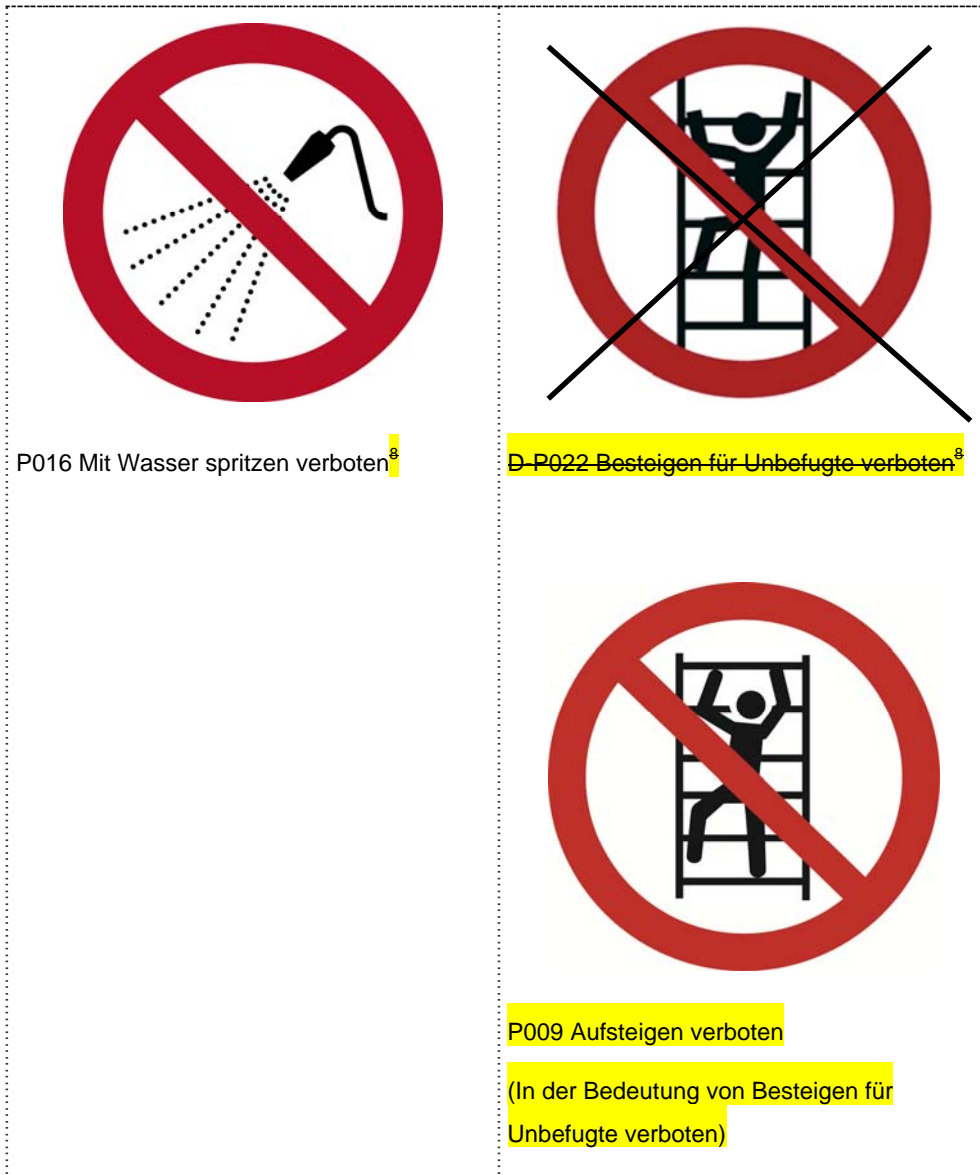 P016 Mit Wasser spritzen verboten⁸
D-P022 Besteigen für Unbefugte verboten⁸
P009 Aufsteigen verboten
(In der Bedeutung von Besteigen für
Unbefugte verboten)